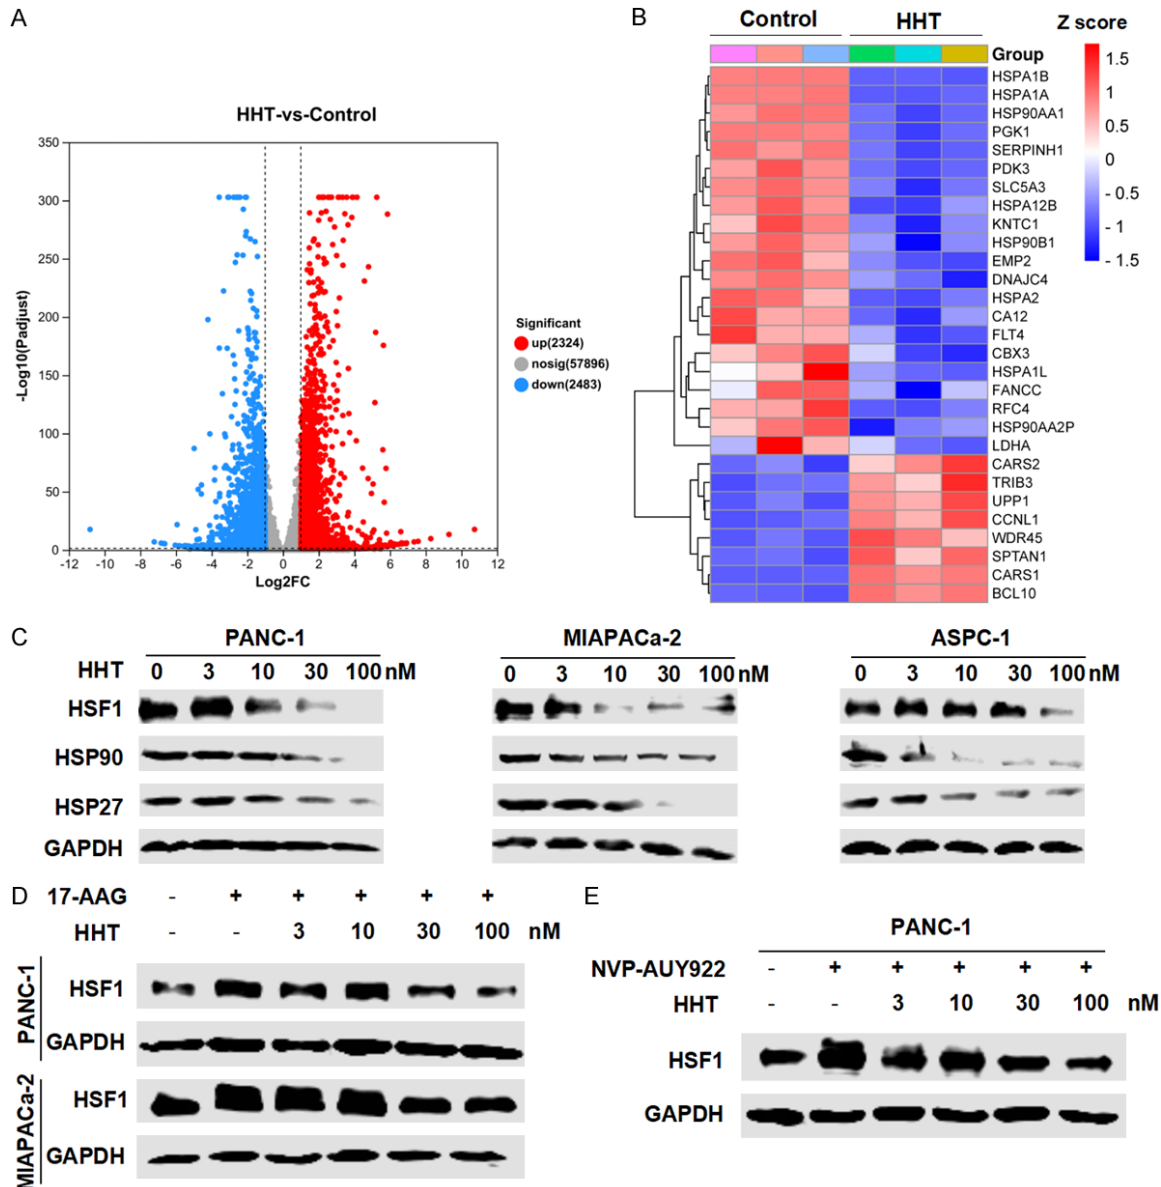 A
HHT-vs-Control
350
300
250
200
150
100
50
0
-Log10(Padjust)
-12 -10 -8 -6 -4 -2 0 2 4 6 8 10 12
Log2FC
Significant
up(2324)
nosig(57896)
down(2483)
B
Control HHT
Z score
Group
1.5
1
0.5
0
- 0.5
- 1
- 1.5
HSPA1B
HSPA1A
HSP90AA1
PGK1
SERPINH1
PDK3
SLC5A3
HSPA12B
KNTC1
HSP90B1
EMP2
DNAJC4
HSPA2
CA12
FLT4
CBX3
HSPA1L
FANCC
RFC4
HSP90AA2P
LDHA
CARS2
TRIB3
UPP1
CCNL1
WDR45
SPTAN1
CARS1
BCL10
C
PANC-1 MIAPACa-2 ASPC-1
HHT 0 3 10 30 100 nM 0 3 10 30 100 nM 0 3 10 30 100 nM
HSF1
HSP90
HSP27
GAPDH
D
17-AAG - + + + + +
HHT - - 3 10 30 100 nM
PANC-1
HSF1
GAPDH
MIAPACa-2
HSF1
GAPDH
E
PANC-1
NVP-AUY922 - + + + + +
HHT - - 3 10 30 100 nM
HSF1
GAPDH